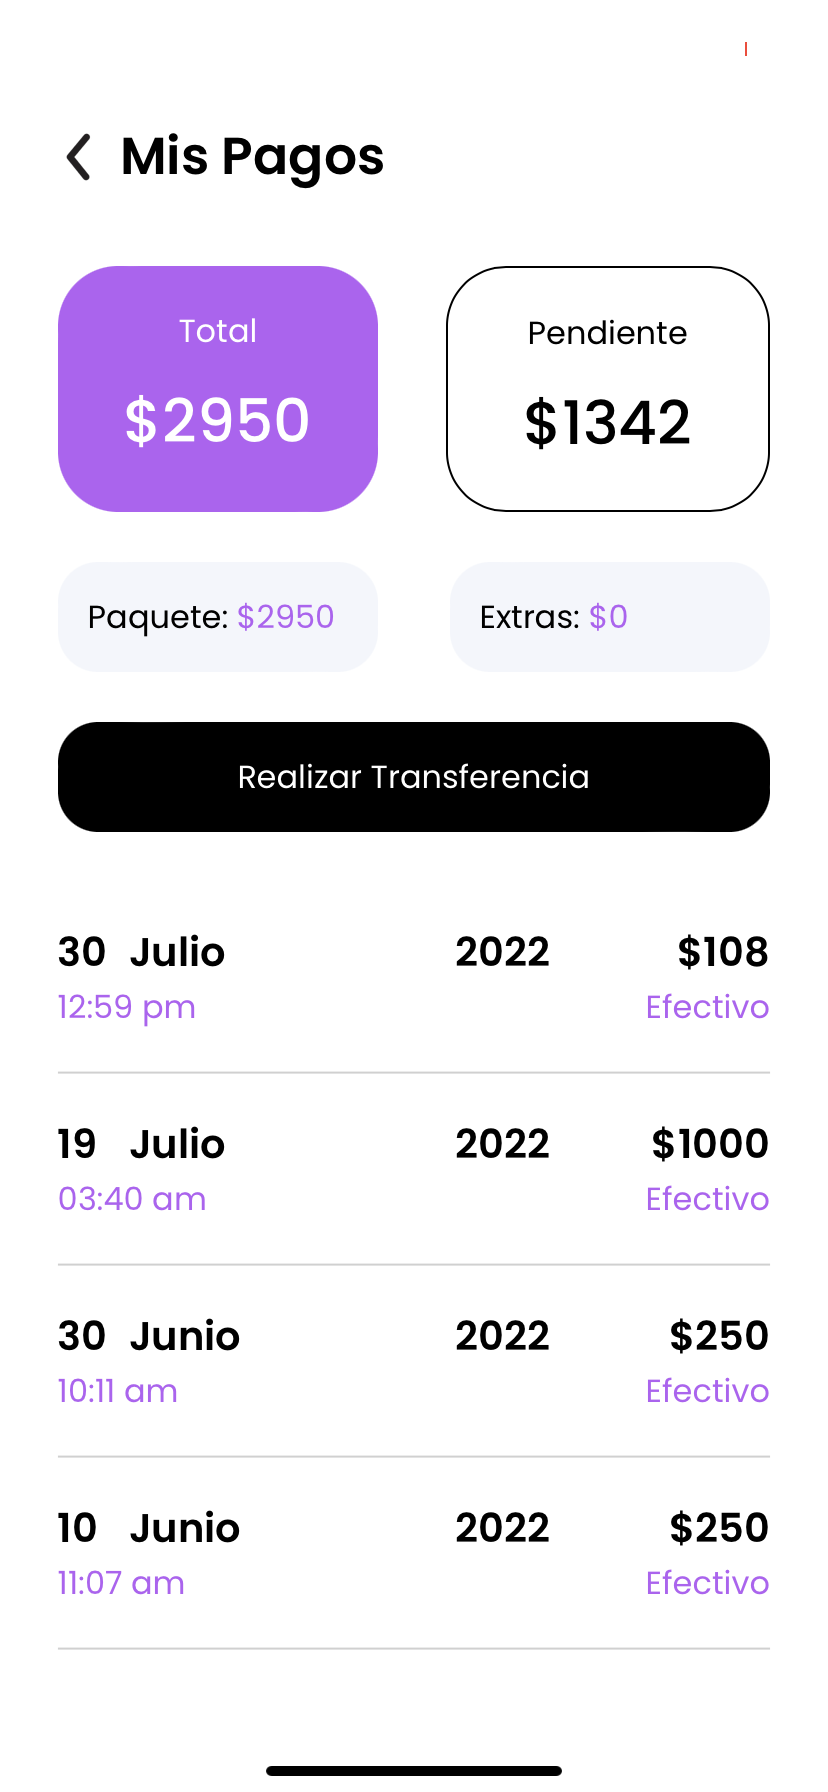 Mis Pagos
Total
$2950
Pendiente
$1342
Paquete: $2950
Extras: $0
Realizar Transferencia
30 Julio 2022 $108
12:59 pm Efectivo
19 Julio 2022 $1000
03:40 am Efectivo
30 Junio 2022 $250
10:11 am Efectivo
10 Junio 2022 $250
11:07 am Efectivo